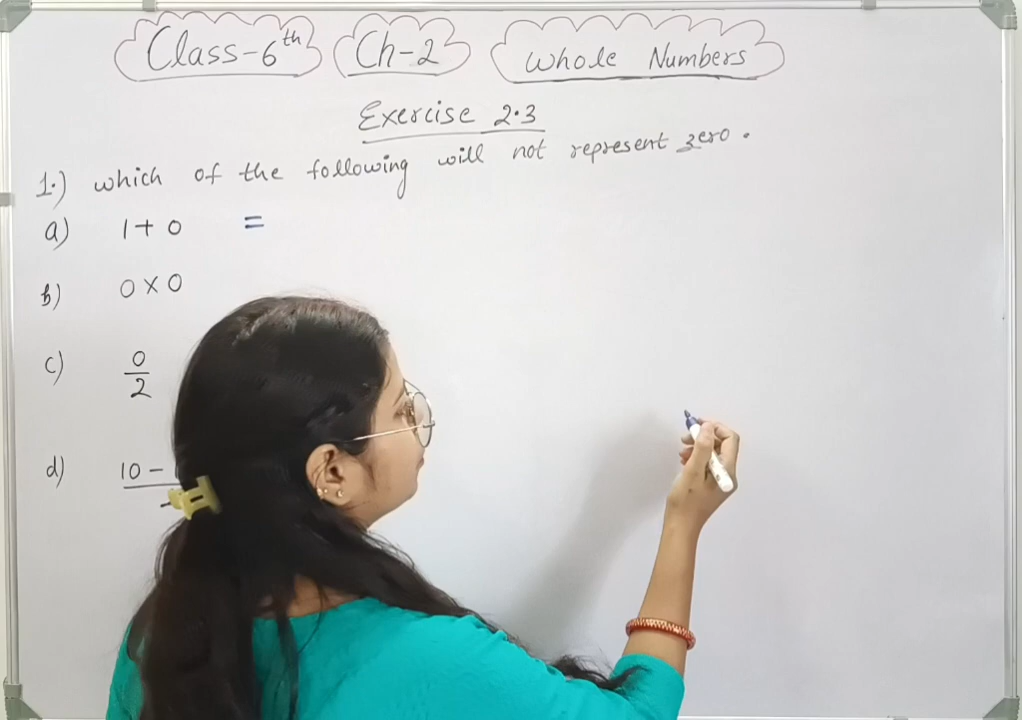 Class-6th Ch-2 Whole Numbers
Exercise 2.3
1.) which of the following will not represent zero.
a) 1+0 =
b) 0×0
c) 0/2
d) 10-